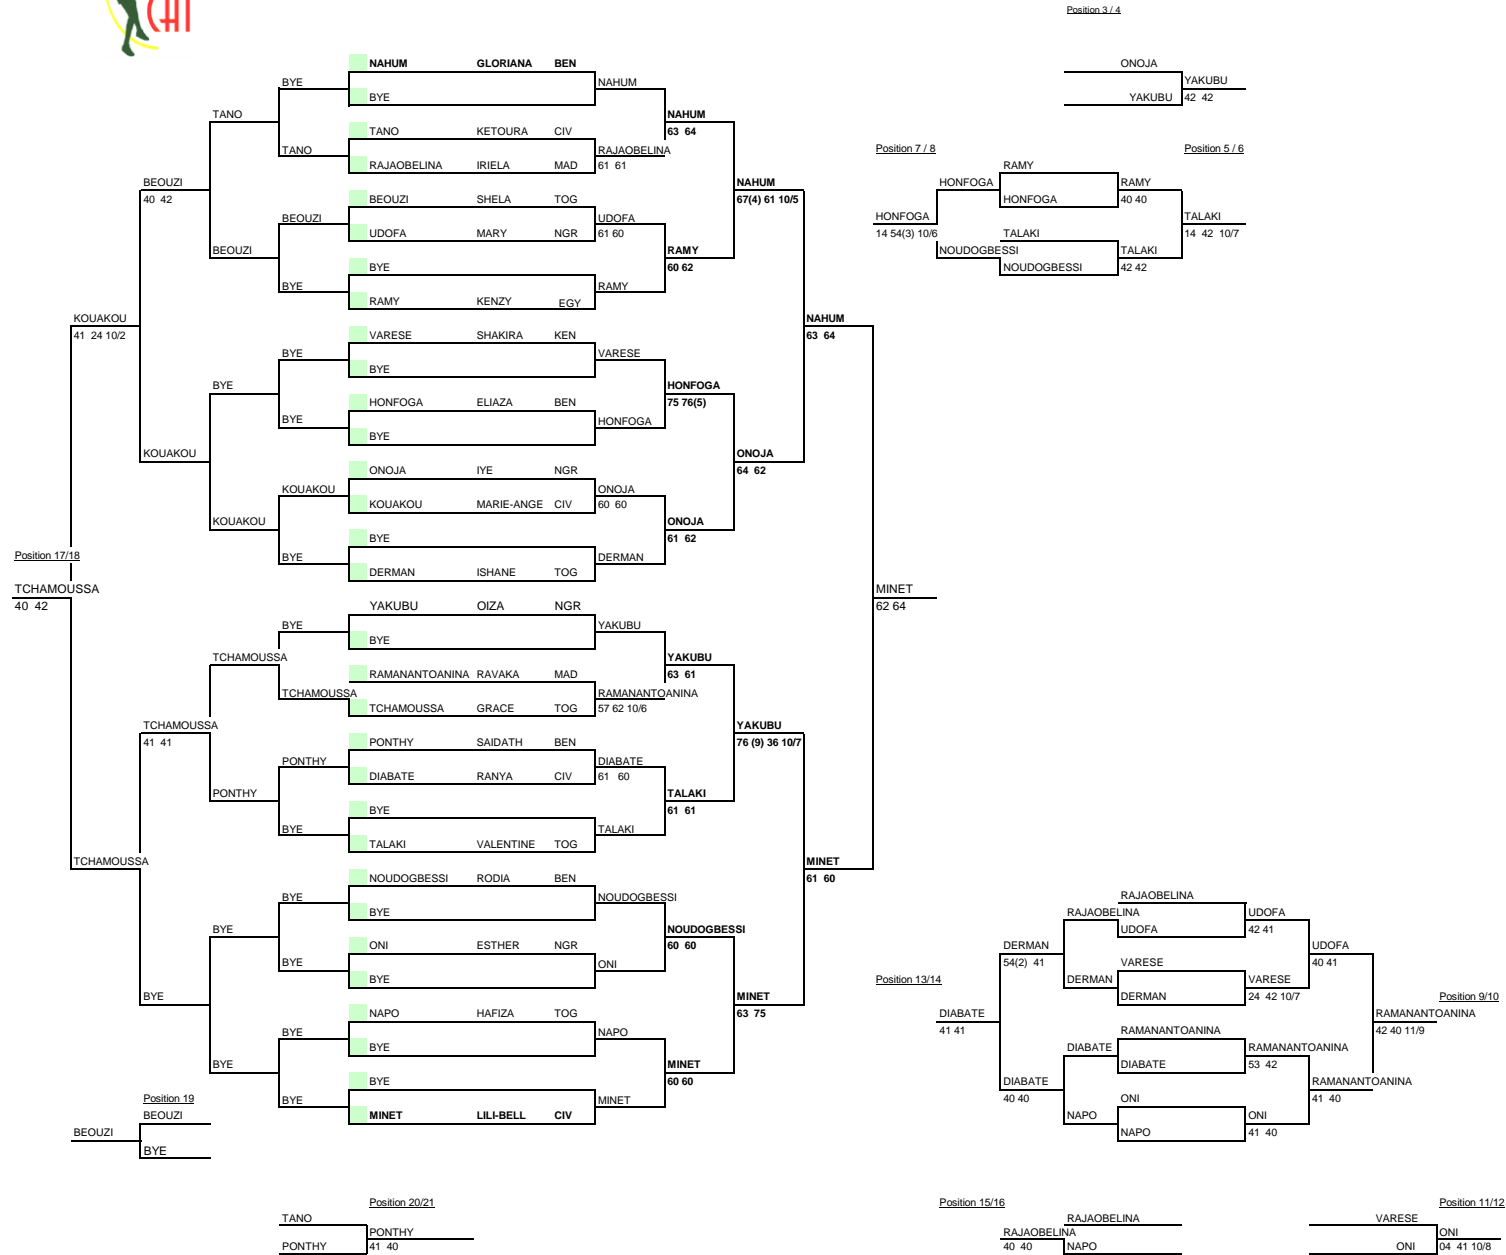 CHI
Position 3 / 4
ONOJA
YAKUBU
YAKUBU
42 42
Position 7 / 8
Position 5 / 6
RAMY
HONFOGA
RAMY
HONFOGA
40 40
HONFOGA
TALAKI
14 54(3) 10/6
14 42 10/7
TALAKI
NOUDOGBESSI
TALAKI
NOUDOGBESSI
42 42
NAHUM GLORIANA BEN
BYE
NAHUM
BYE
TANO
NAHUM
TANO KETOURA CIV
63 64
TANO
RAJAOBELINA
RAJAOBELINA IRIELA MAD
61 61
BEOUZI
NAHUM
40 42
BEOUZI SHELA TOG
67(4) 61 10/5
BEOUZI
UDOFA
UDOFA MARY NGR
61 60
BEOUZI
RAMY
BYE
60 62
BYE
RAMY
RAMY KENZY EGY
KOUAKOU
NAHUM
41 24 10/2
VARESE SHAKIRA KEN
63 64
BYE
VARESE
BYE
BYE
HONFOGA
HONFOGA ELIAZA BEN
75 76(5)
BYE
HONFOGA
BYE
KOUAKOU
ONOJA
ONOJA IYE NGR
64 62
KOUAKOU
ONOJA
KOUAKOU MARIE-ANGE CIV
60 60
KOUAKOU
ONOJA
BYE
61 62
Position 17/18
BYE
DERMAN
DERMAN ISHANE TOG
TCHAMOUSSA
MINET
40 42
62 64
YAKUBU OIZA NGR
BYE
YAKUBU
BYE
TCHAMOUSSA
YAKUBU
RAMANANTOANINA RAVAKA MAD
63 61
TCHAMOUSSA
RAMANANTOANINA
TCHAMOUSSA GRACE TOG
57 62 10/6
TCHAMOUSSA
YAKUBU
41 41
PONTHY SAIDATH BEN
76 (9) 36 10/7
PONTHY
DIABATE
DIABATE RANYA CIV
61 60
PONTHY
TALAKI
BYE
61 61
BYE
TALAKI
TALAKI VALENTINE TOG
TCHAMOUSSA
MINET
NOUDOGBESSI RODIA BEN
61 60
BYE
NOUDOGBESSI
BYE
BYE
NOUDOGBESSI
ONI ESTHER NGR
60 60
BYE
ONI
BYE
BYE
MINET
NAPO HAFIZA TOG
63 75
BYE
NAPO
BYE
BYE
MINET
BYE
60 60
BYE
MINET
MINET LILI-BELL CIV
RAJAOBELINA
RAJAOBELINA
UDOFA
UDOFA
42 41
DERMAN
UDOFA
54(2) 41
40 41
VARESE
DERMAN
VARESE
DERMAN
24 42 10/7
Position 13/14
Position 9/10
DIABATE
RAMANANTOANINA
41 41
42 40 11/9
RAMANANTOANINA
DIABATE
RAMANANTOANINA
DIABATE
53 42
DIABATE
RAMANANTOANINA
40 40
41 40
ONI
NAPO
ONI
NAPO
41 40
Position 19
BEOUZI
BEOUZI
BYE
Position 20/21
TANO
PONTHY
PONTHY
41 40
Position 15/16
RAJAOBELINA
RAJAOBELINA
40 40
NAPO
Position 11/12
VARESE
ONI
ONI
04 41 10/8